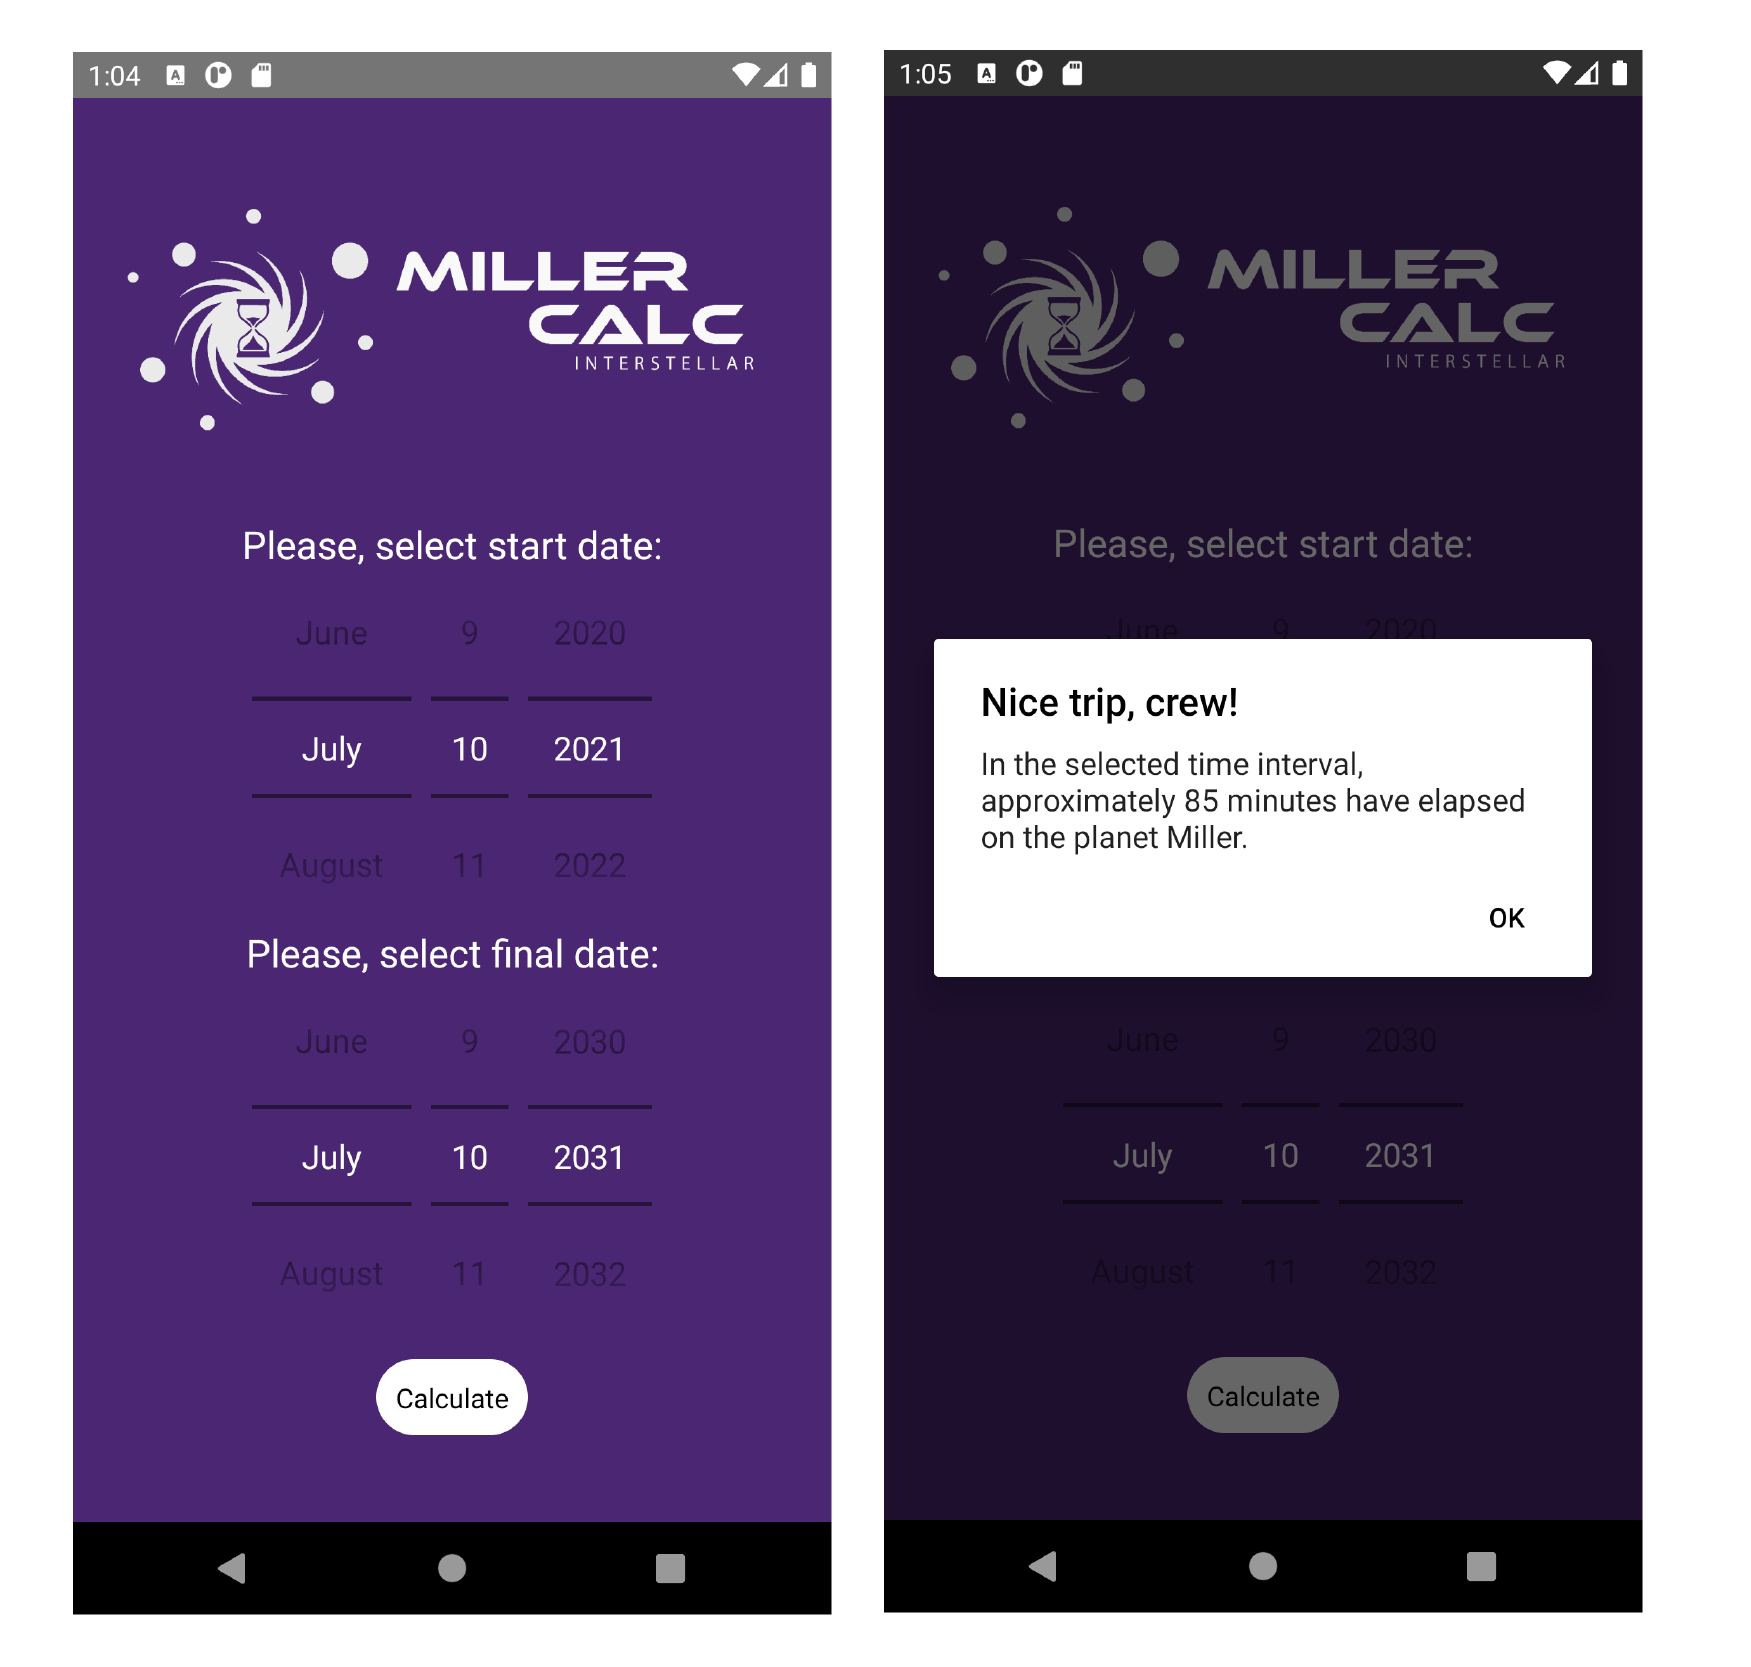 1:04
MILLER
CALC
INTERSTELLAR
Please, select start date:
June 9 2020
July 10 2021
August 11 2022
Please, select final date:
June 9 2030
July 10 2031
August 11 2032
Calculate
1:05
MILLER
CALC
INTERSTELLAR
Please, select start date:
June 9 2020
Nice trip, crew!
In the selected time interval,
approximately 85 minutes have elapsed
on the planet Miller.
OK
June 9 2030
July 10 2031
August 11 2032
Calculate